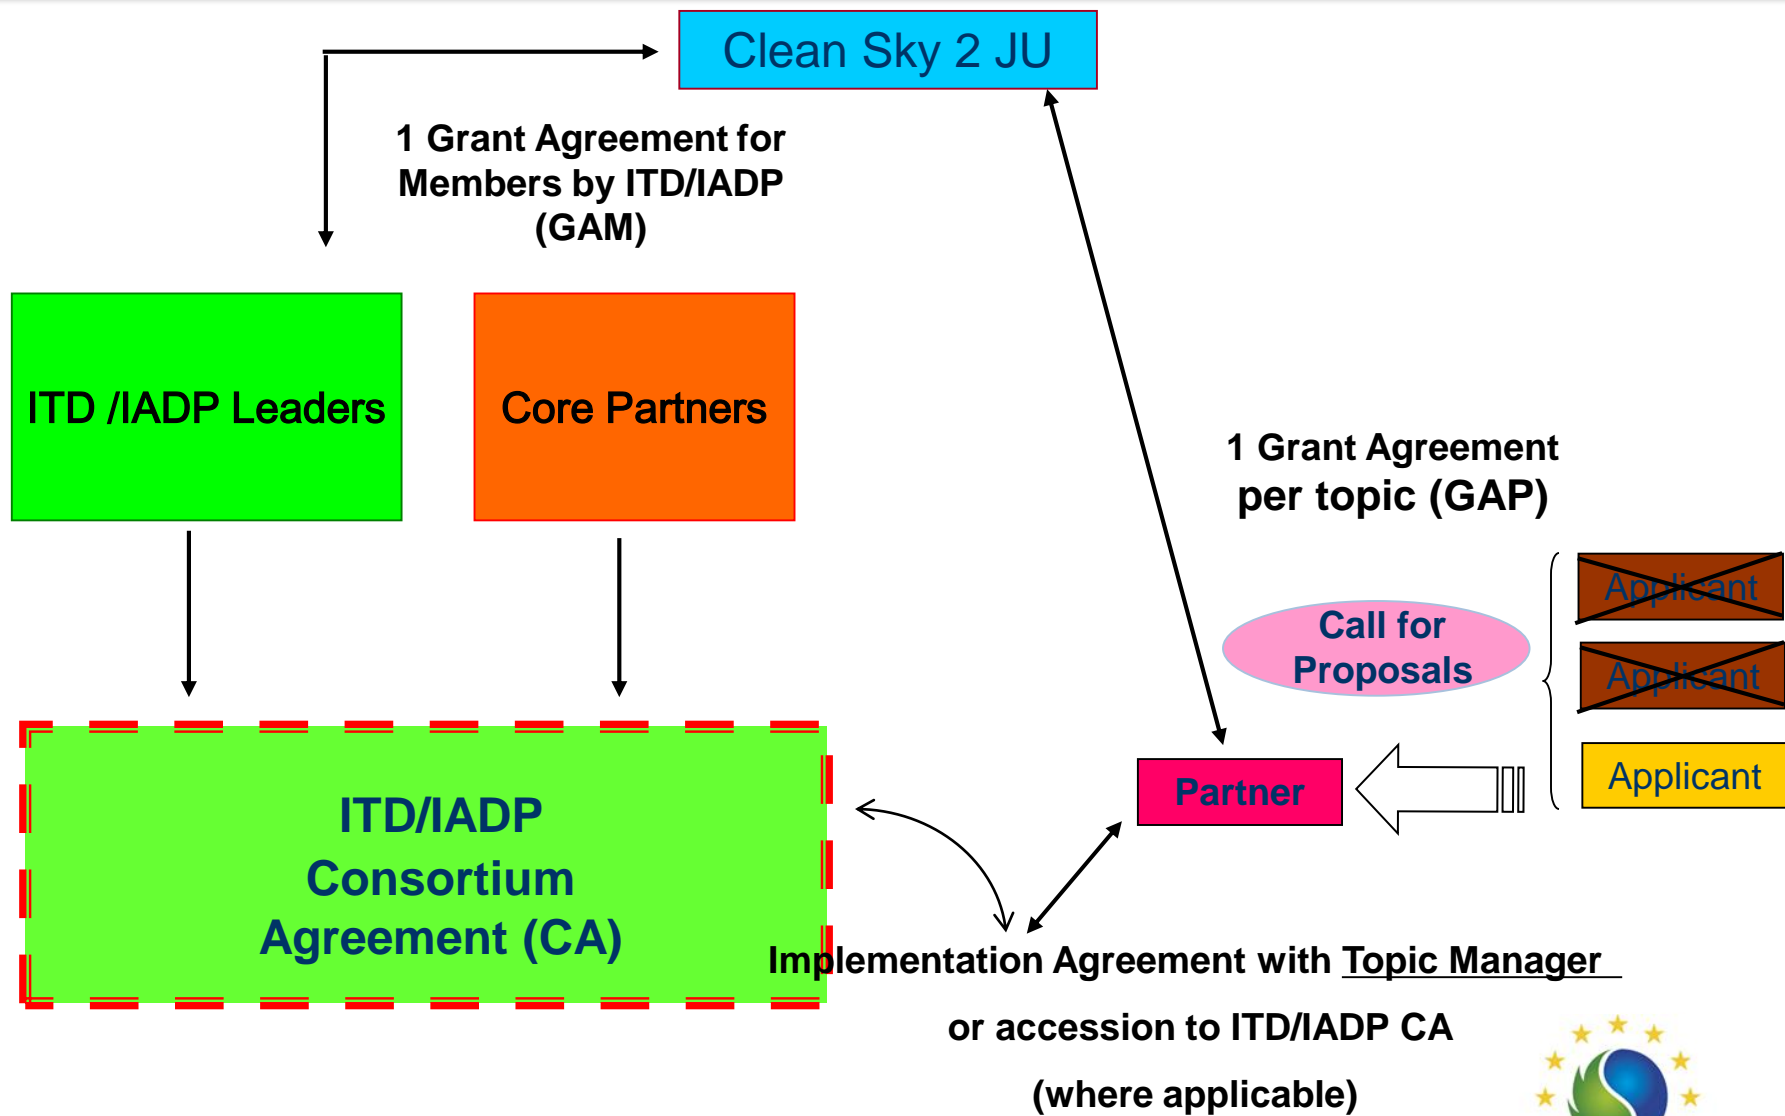 Clean Sky 2 JU
1 Grant Agreement for
Members by ITD/IADP
(GAM)
ITD /IADP Leaders
Core Partners
1 Grant Agreement
per topic (GAP)
Applicant
Call for
Proposals
Applicant
Partner
Applicant
ITD/IADP
Consortium
Agreement (CA)
Implementation Agreement with Topic Manager
or accession to ITD/IADP CA
(where applicable)